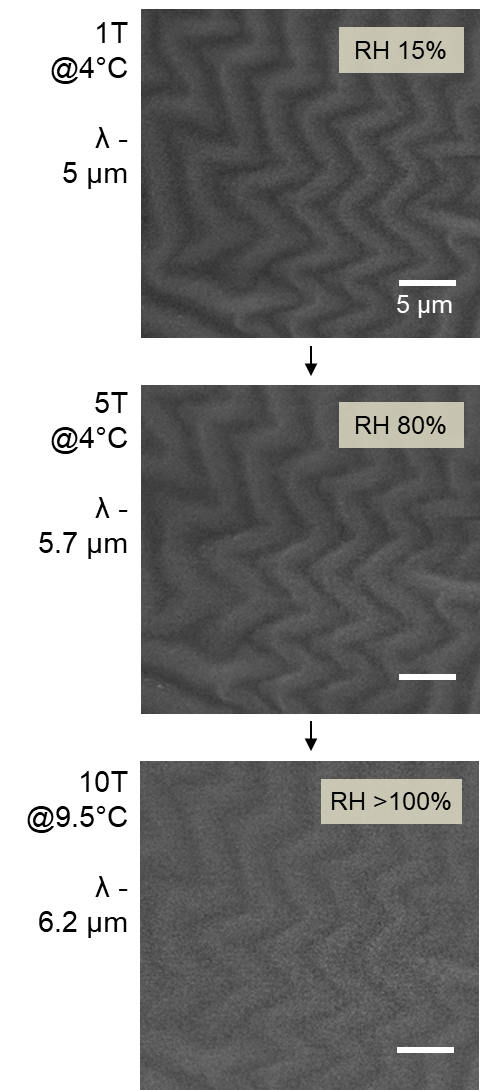 1T
@4°C
λ -
5 µm
RH 15%
5 µm
5T
@4°C
λ -
5.7 µm
RH 80%
10T
@9.5°C
λ -
6.2 µm
RH >100%